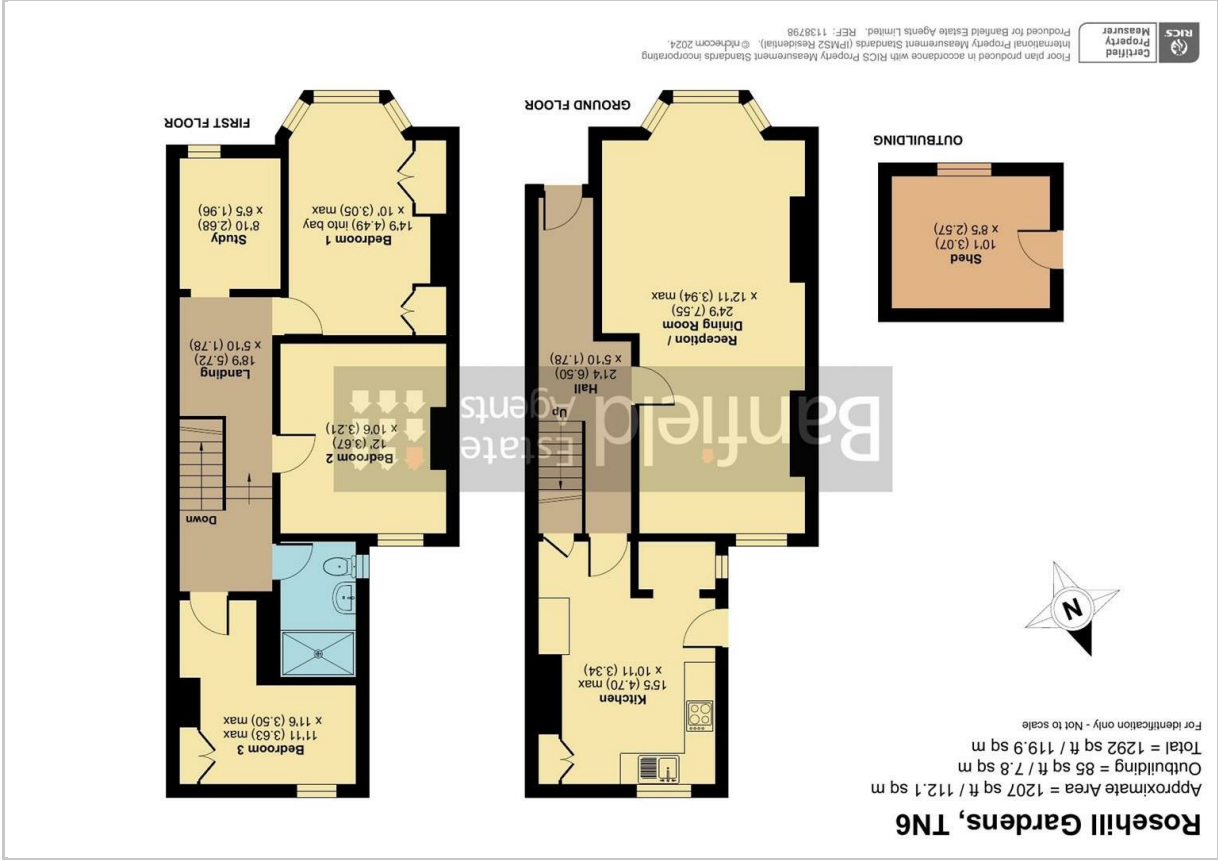 Rosehill Gardens, TN6
Approximate Area = 1207 sq ft / 112.1 sq m
Outbuilding = 85 sq ft / 7.8 sq m
Total = 1292 sq ft / 119.9 sq m
For identification only - Not to scale
N
Kitchen
15'5 (4.70) max
x 10'11 (3.34)
Up
Hall
21'4 (6.50)
x 5'10 (1.78)
Reception /
Dining Room
24'9 (7.55)
x 12'11 (3.94) max
GROUND FLOOR
Bedroom 3
11'11 (3.63) max
x 11'6 (3.50) max
Down
Bedroom 2
12' (3.67)
x 10'6 (3.21)
Landing
18'9 (5.72)
x 5'10 (1.78)
Bedroom 1
14'9 (4.49) into bay
x 10' (3.05) max
Study
8'10 (2.68)
x 6'5 (1.96)
FIRST FLOOR
Shed
10'1 (3.07)
x 8'5 (2.57)
OUTBUILDING
Banfield
Estate
Agents
RICS
Certified
Property
Measurer
Floor plan produced in accordance with RICS Property Measurement Standards incorporating
International Property Measurement Standards (IPMS2 Residential). © nichecom 2024.
Produced for Banfield Estate Agents Limited. REF: 1138798